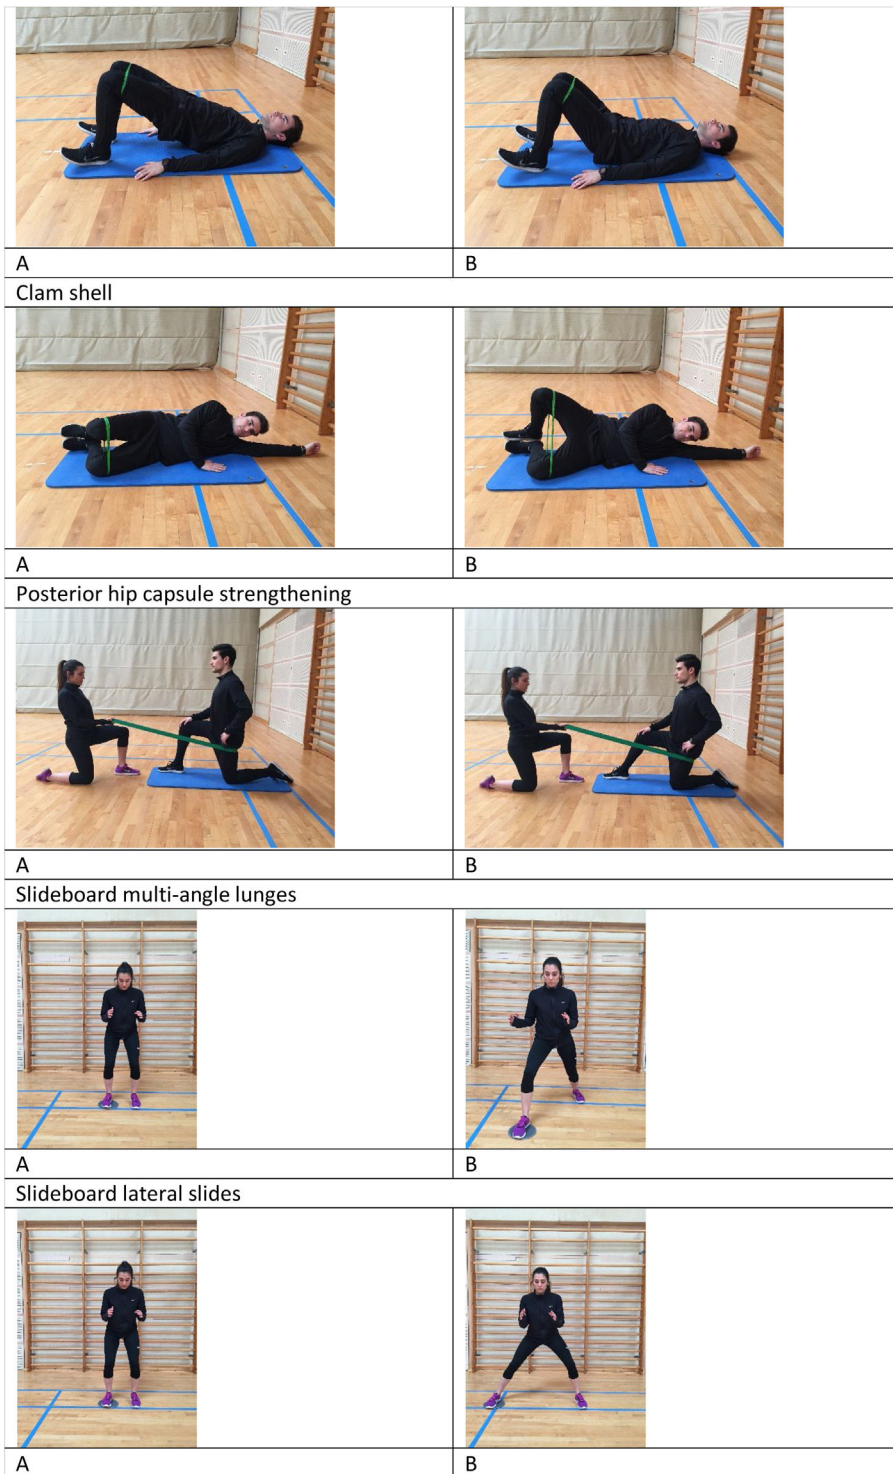 A
B
Clam shell
A
B
Posterior hip capsule strengthening
A
B
Slideboard multi-angle lunges
A
B
Slideboard lateral slides
A
B